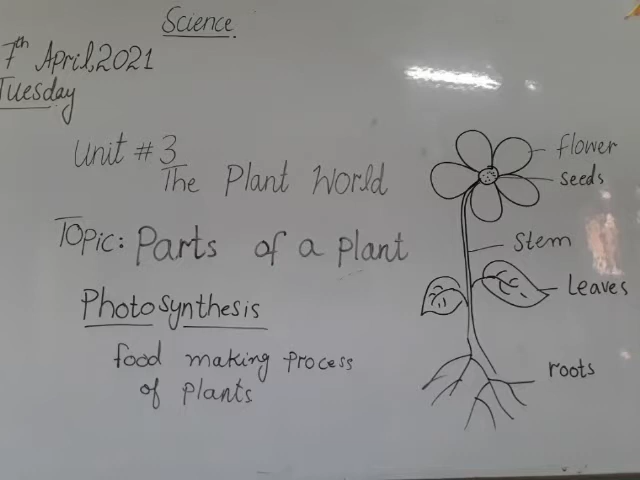 Science.
7th April, 2021
Tuesday
Unit # 3
The Plant World
Topic: Parts of a plant
Photosynthesis
food making process
of plants
flower
seeds
Stem
Leaves
roots